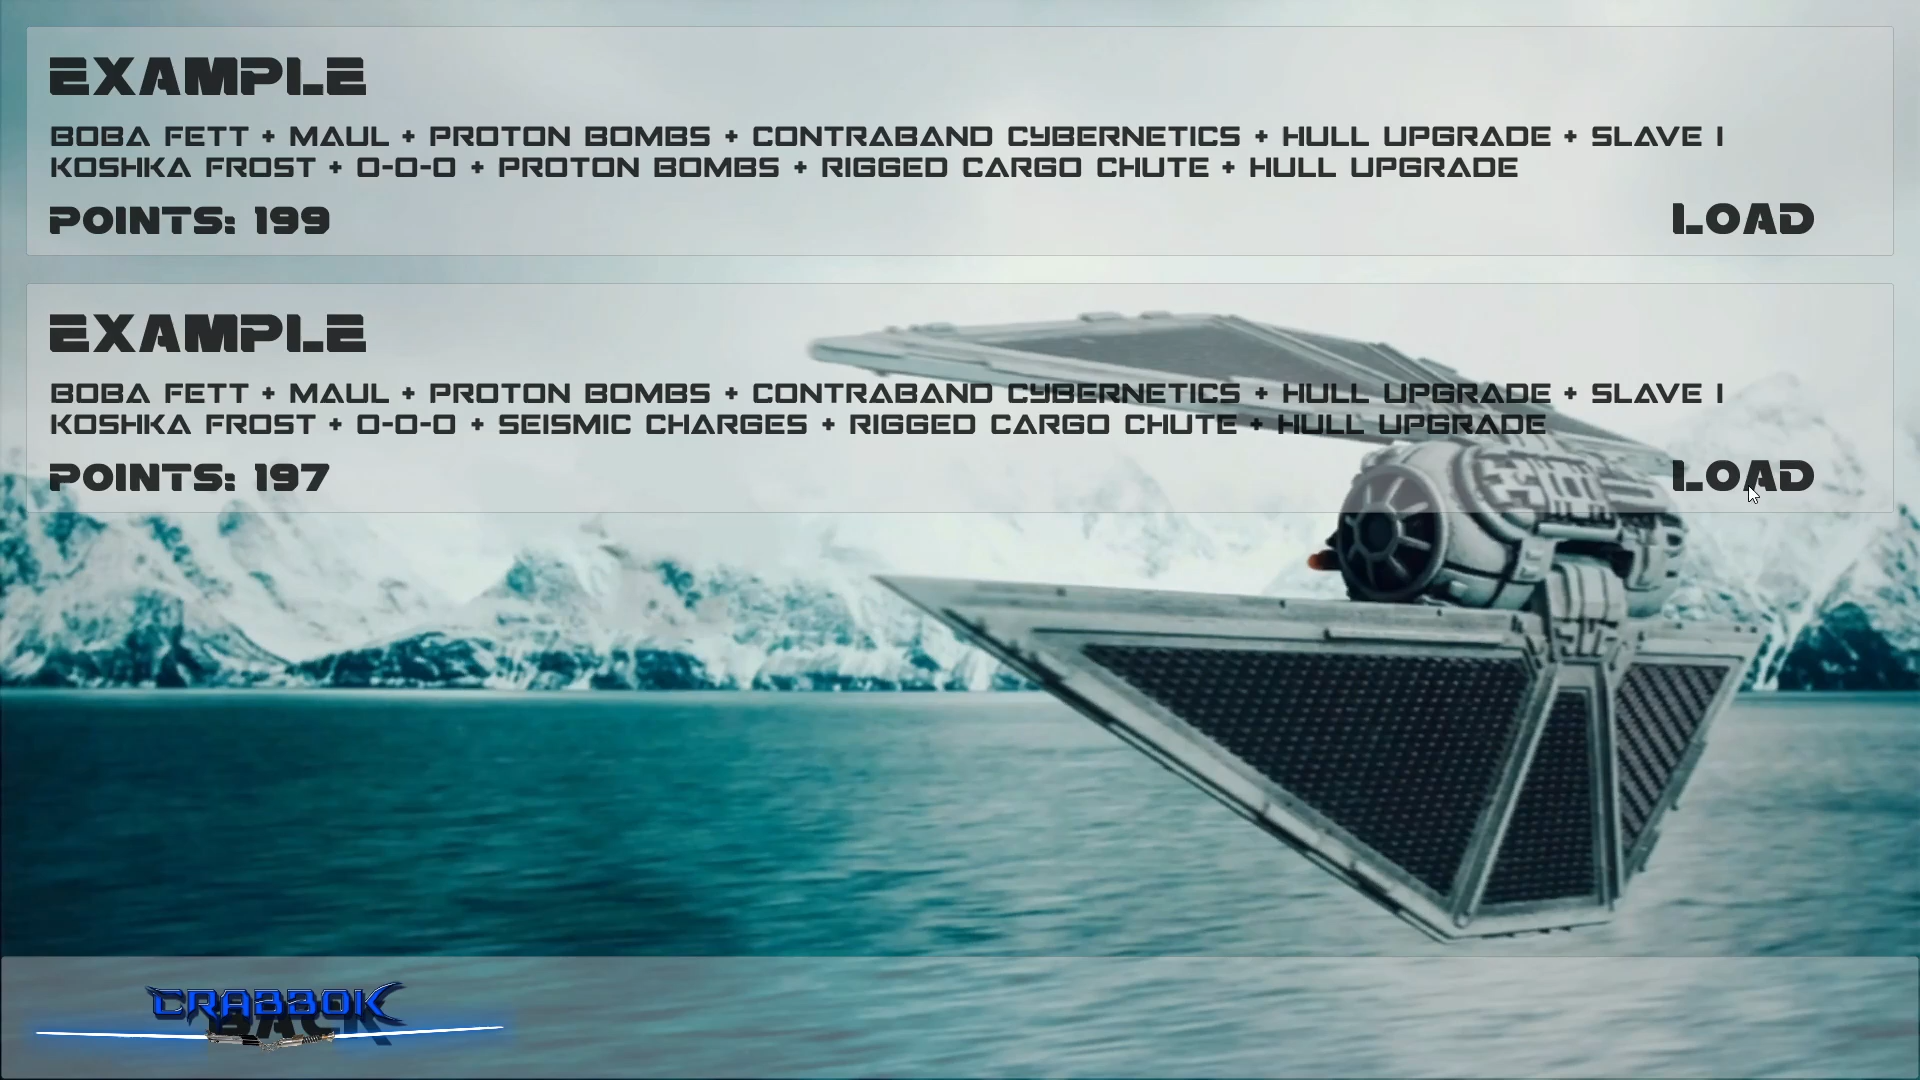 EXAMPLE
BOBA FETT + MAUL + PROTON BOMBS + CONTRABAND CYBERNETICS + HULL UPGRADE + SLAVE I
KOSHKA FROST + 0-0-0 + PROTON BOMBS + RIGGED CARGO CHUTE + HULL UPGRADE
POINTS: 199
LOAD
EXAMPLE
BOBA FETT + MAUL + PROTON BOMBS + CONTRABAND CYBERNETICS + HULL UPGRADE + SLAVE I
KOSHKA FROST + 0-0-0 + SEISMIC CHARGES + RIGGED CARGO CHUTE + HULL UPGRADE
POINTS: 197
LOAD
CRABBOK
BACK